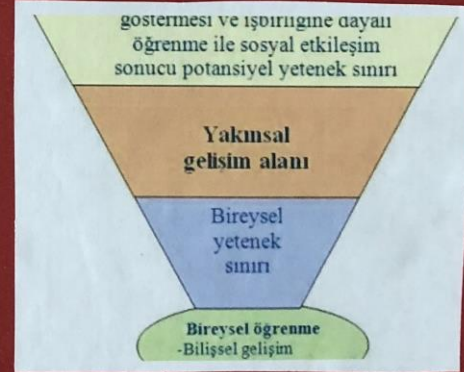 göstermesi ve işbirliğine dayalı
öğrenme ile sosyal etkileşim
sonucu potansiyel yetenek sınırı
Yakınsal
gelişim alanı
Bireysel
yetenek
sınırı
Bireysel öğrenme
-Bilişsel gelişim